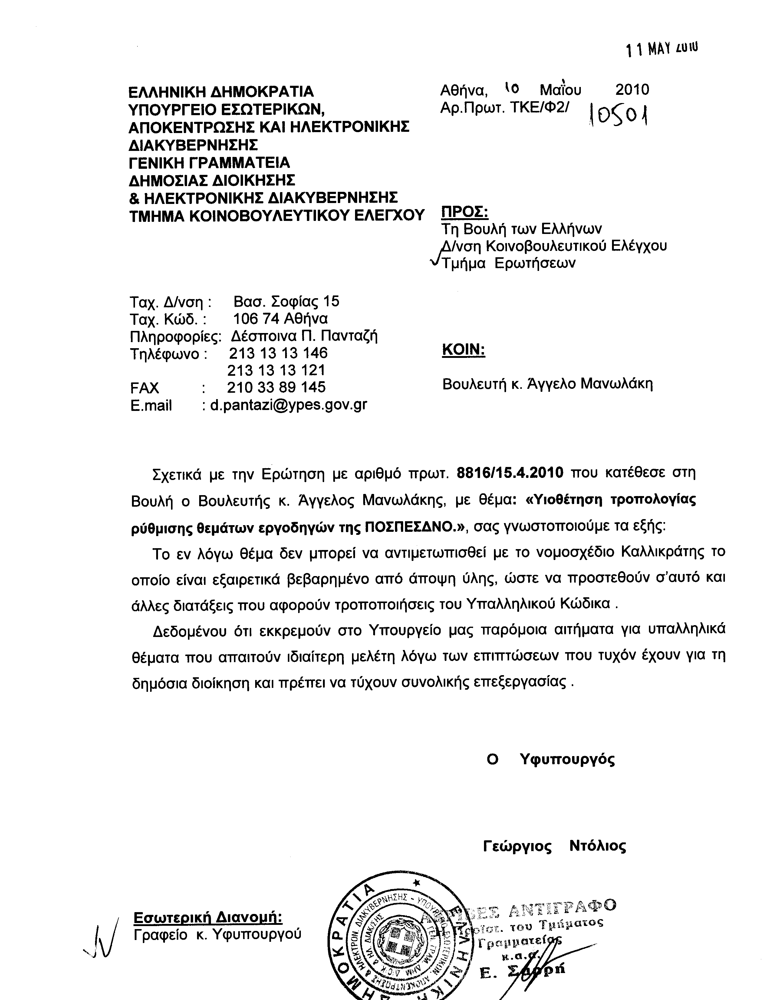 11 MAY 2010
ΕΛΛΗΝΙΚΗ ΔΗΜΟΚΡΑΤΙΑ
ΥΠΟΥΡΓΕΙΟ ΕΣΩΤΕΡΙΚΩΝ,
ΑΠΟΚΕΝΤΡΩΣΗΣ ΚΑΙ ΗΛΕΚΤΡΟΝΙΚΗΣ
ΔΙΑΚΥΒΕΡΝΗΣΗΣ
ΓΕΝΙΚΗ ΓΡΑΜΜΑΤΕΙΑ
ΔΗΜΟΣΙΑΣ ΔΙΟΙΚΗΣΗΣ
& ΗΛΕΚΤΡΟΝΙΚΗΣ ΔΙΑΚΥΒΕΡΝΗΣΗΣ
ΤΜΗΜΑ ΚΟΙΝΟΒΟΥΛΕΥΤΙΚΟΥ ΕΛΕΓΧΟΥ
Αθήνα, 10 Μαΐου 2010
Αρ.Πρωτ. ΤΚΕ/Φ2/ 10501
ΠΡΟΣ:
Τη Βουλή των Ελλήνων
Δ/νση Κοινοβουλευτικού Ελέγχου
Τμήμα Ερωτήσεων
Ταχ. Δ/νση : Βασ. Σοφίας 15
Ταχ. Κώδ. : 106 74 Αθήνα
Πληροφορίες: Δέσποινα Π. Πανταζή
Τηλέφωνο : 213 13 13 146
213 13 13 121
FAX : 210 33 89 145
E.mail : d.pantazi@ypes.gov.gr
ΚΟΙΝ:
Βουλευτή κ. Άγγελο Μανωλάκη
Σχετικά με την Ερώτηση με αριθμό πρωτ. 8816/15.4.2010 που κατέθεσε στη
Βουλή ο Βουλευτής κ. Άγγελος Μανωλάκης, με θέμα: «Υιοθέτηση τροπολογίας
ρύθμισης θεμάτων εργοδηγών της ΠΟΣΠΕΣΔΝΟ.», σας γνωστοποιούμε τα εξής:
Το εν λόγω θέμα δεν μπορεί να αντιμετωπισθεί με το νομοσχέδιο Καλλικράτης το
οποίο είναι εξαιρετικά βεβαρημένο από άποψη ύλης, ώστε να προστεθούν σ'αυτό και
άλλες διατάξεις που αφορούν τροποποιήσεις του Υπαλληλικού Κώδικα .
Δεδομένου ότι εκκρεμούν στο Υπουργείο μας παρόμοια αιτήματα για υπαλληλικά
θέματα που απαιτούν ιδιαίτερη μελέτη λόγω των επιπτώσεων που τυχόν έχουν για τη
δημόσια διοίκηση και πρέπει να τύχουν συνολικής επεξεργασίας .
Ο Υφυπουργός
Γεώργιος Ντόλιος
Εσωτερική Διανομή:
Γραφείο κ. Υφυπουργού
ΕΛΛΗΝΙΚΗ ΔΗΜΟΚΡΑΤΙΑ
ΑΝΤΙΓΡΑΦΟ
του Τμήματος
Γραμματείας
κ.α.α.
Ε. Σαρρή